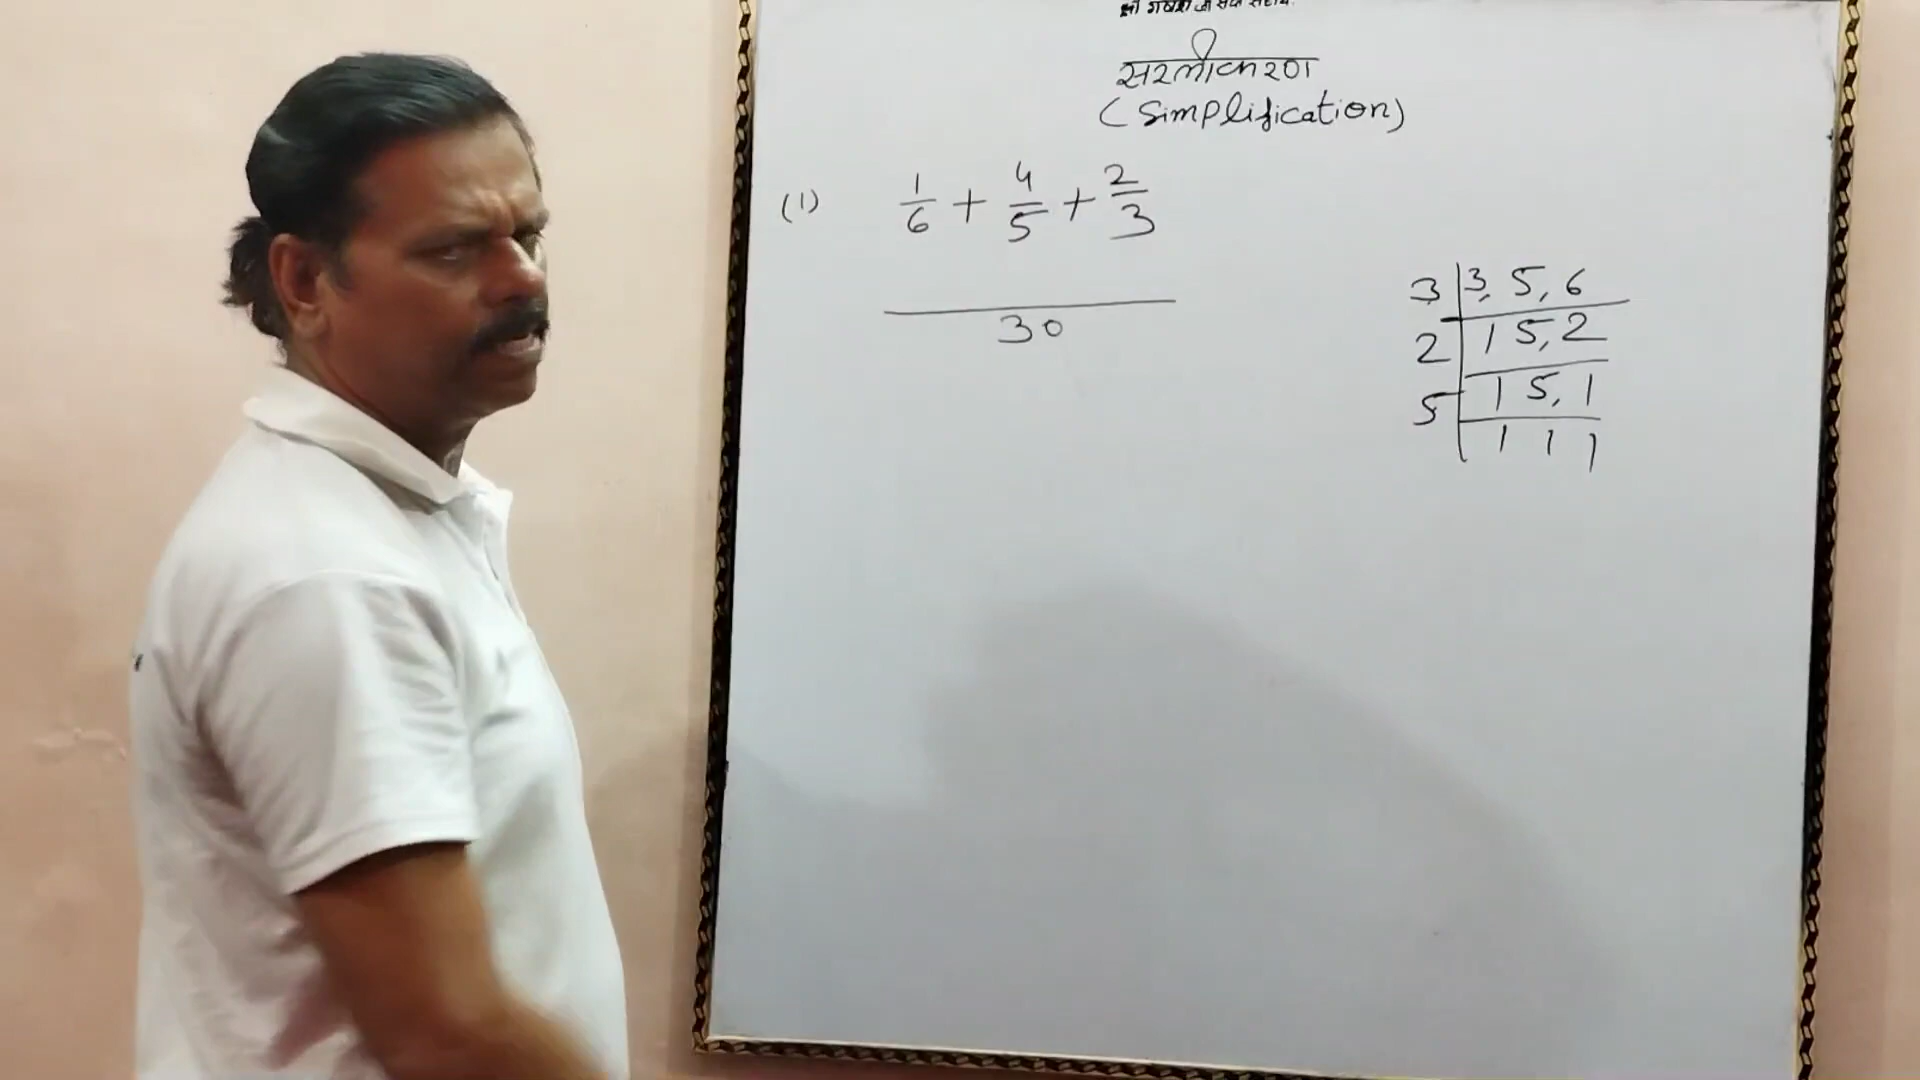 सरलीकरण
(Simplification)
(1) 1/6 + 4/5 + 2/3
30
3 | 3, 5, 6
2 | 1 5, 2
5 | 1 5, 1
| 1 1 1